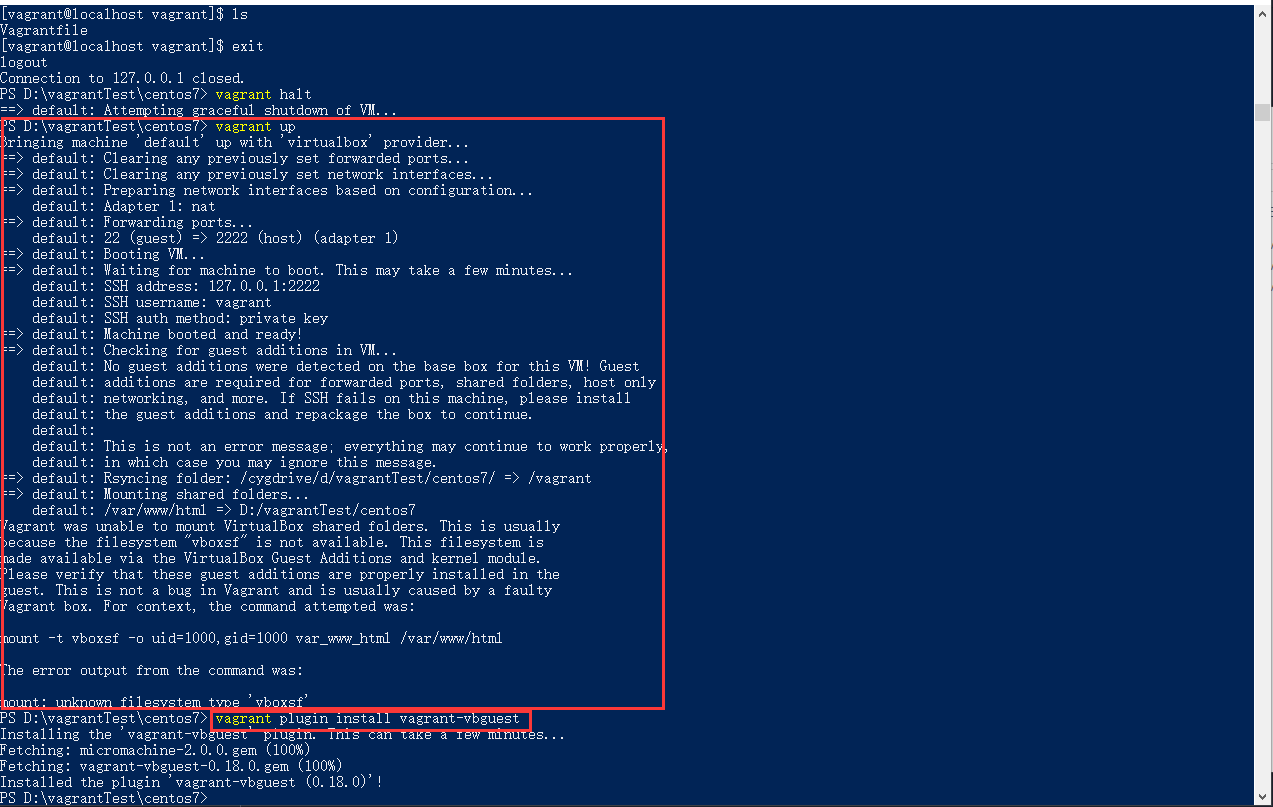 [vagrant@localhost vagrant]$ ls
Vagrantfile
[vagrant@localhost vagrant]$ exit
logout
Connection to 127.0.0.1 closed.
PS D:\vagrantTest\centos7> vagrant halt
==> default: Attempting graceful shutdown of VM...
PS D:\vagrantTest\centos7> vagrant up
Bringing machine 'default' up with 'virtualbox' provider...
==> default: Clearing any previously set forwarded ports...
==> default: Clearing any previously set network interfaces...
==> default: Preparing network interfaces based on configuration...
    default: Adapter 1: nat
==> default: Forwarding ports...
    default: 22 (guest) => 2222 (host) (adapter 1)
==> default: Booting VM...
==> default: Waiting for machine to boot. This may take a few minutes...
    default: SSH address: 127.0.0.1:2222
    default: SSH username: vagrant
    default: SSH auth method: private key
==> default: Machine booted and ready!
==> default: Checking for guest additions in VM...
    default: No guest additions were detected on the base box for this VM! Guest
    default: additions are required for forwarded ports, shared folders, host only
    default: networking, and more. If SSH fails on this machine, please install
    default: the guest additions and repackage the box to continue.
    default:
    default: This is not an error message; everything may continue to work properly,
    default: in which case you may ignore this message.
==> default: Rsyncing folder: /cygdrive/d/vagrantTest/centos7/ => /vagrant
==> default: Mounting shared folders...
    default: /var/www/html => D:/vagrantTest/centos7
Vagrant was unable to mount VirtualBox shared folders. This is usually
because the filesystem "vboxsf" is not available. This filesystem is
made available via the VirtualBox Guest Additions and kernel module.
Please verify that these guest additions are properly installed in the
guest. This is not a bug in Vagrant and is usually caused by a faulty
Vagrant box. For context, the command attempted was:
mount -t vboxsf -o uid=1000,gid=1000 var_www_html /var/www/html
The error output from the command was:
mount: unknown filesystem type 'vboxsf'
PS D:\vagrantTest\centos7> vagrant plugin install vagrant-vbguest
Installing the 'vagrant-vbguest' plugin. This can take a few minutes...
Fetching: micromachine-2.0.0.gem (100%)
Fetching: vagrant-vbguest-0.18.0.gem (100%)
Installed the plugin 'vagrant-vbguest (0.18.0)'!
PS D:\vagrantTest\centos7>